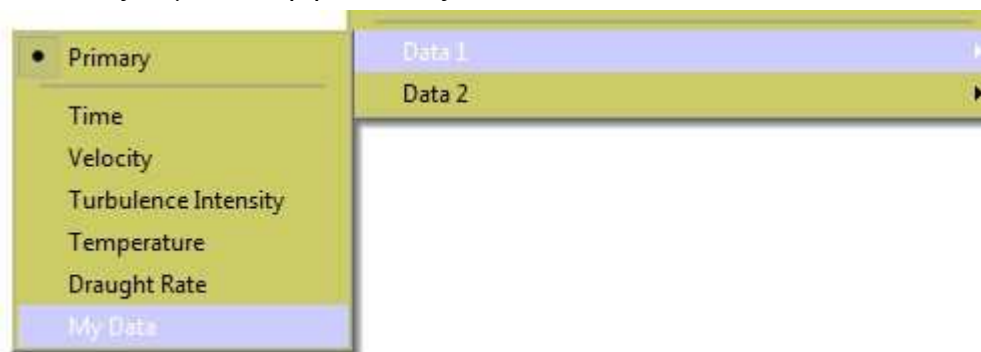 Primary
Time
Velocity
Turbulence Intensity
Temperature
Draught Rate
My Data
Data 1
Data 2